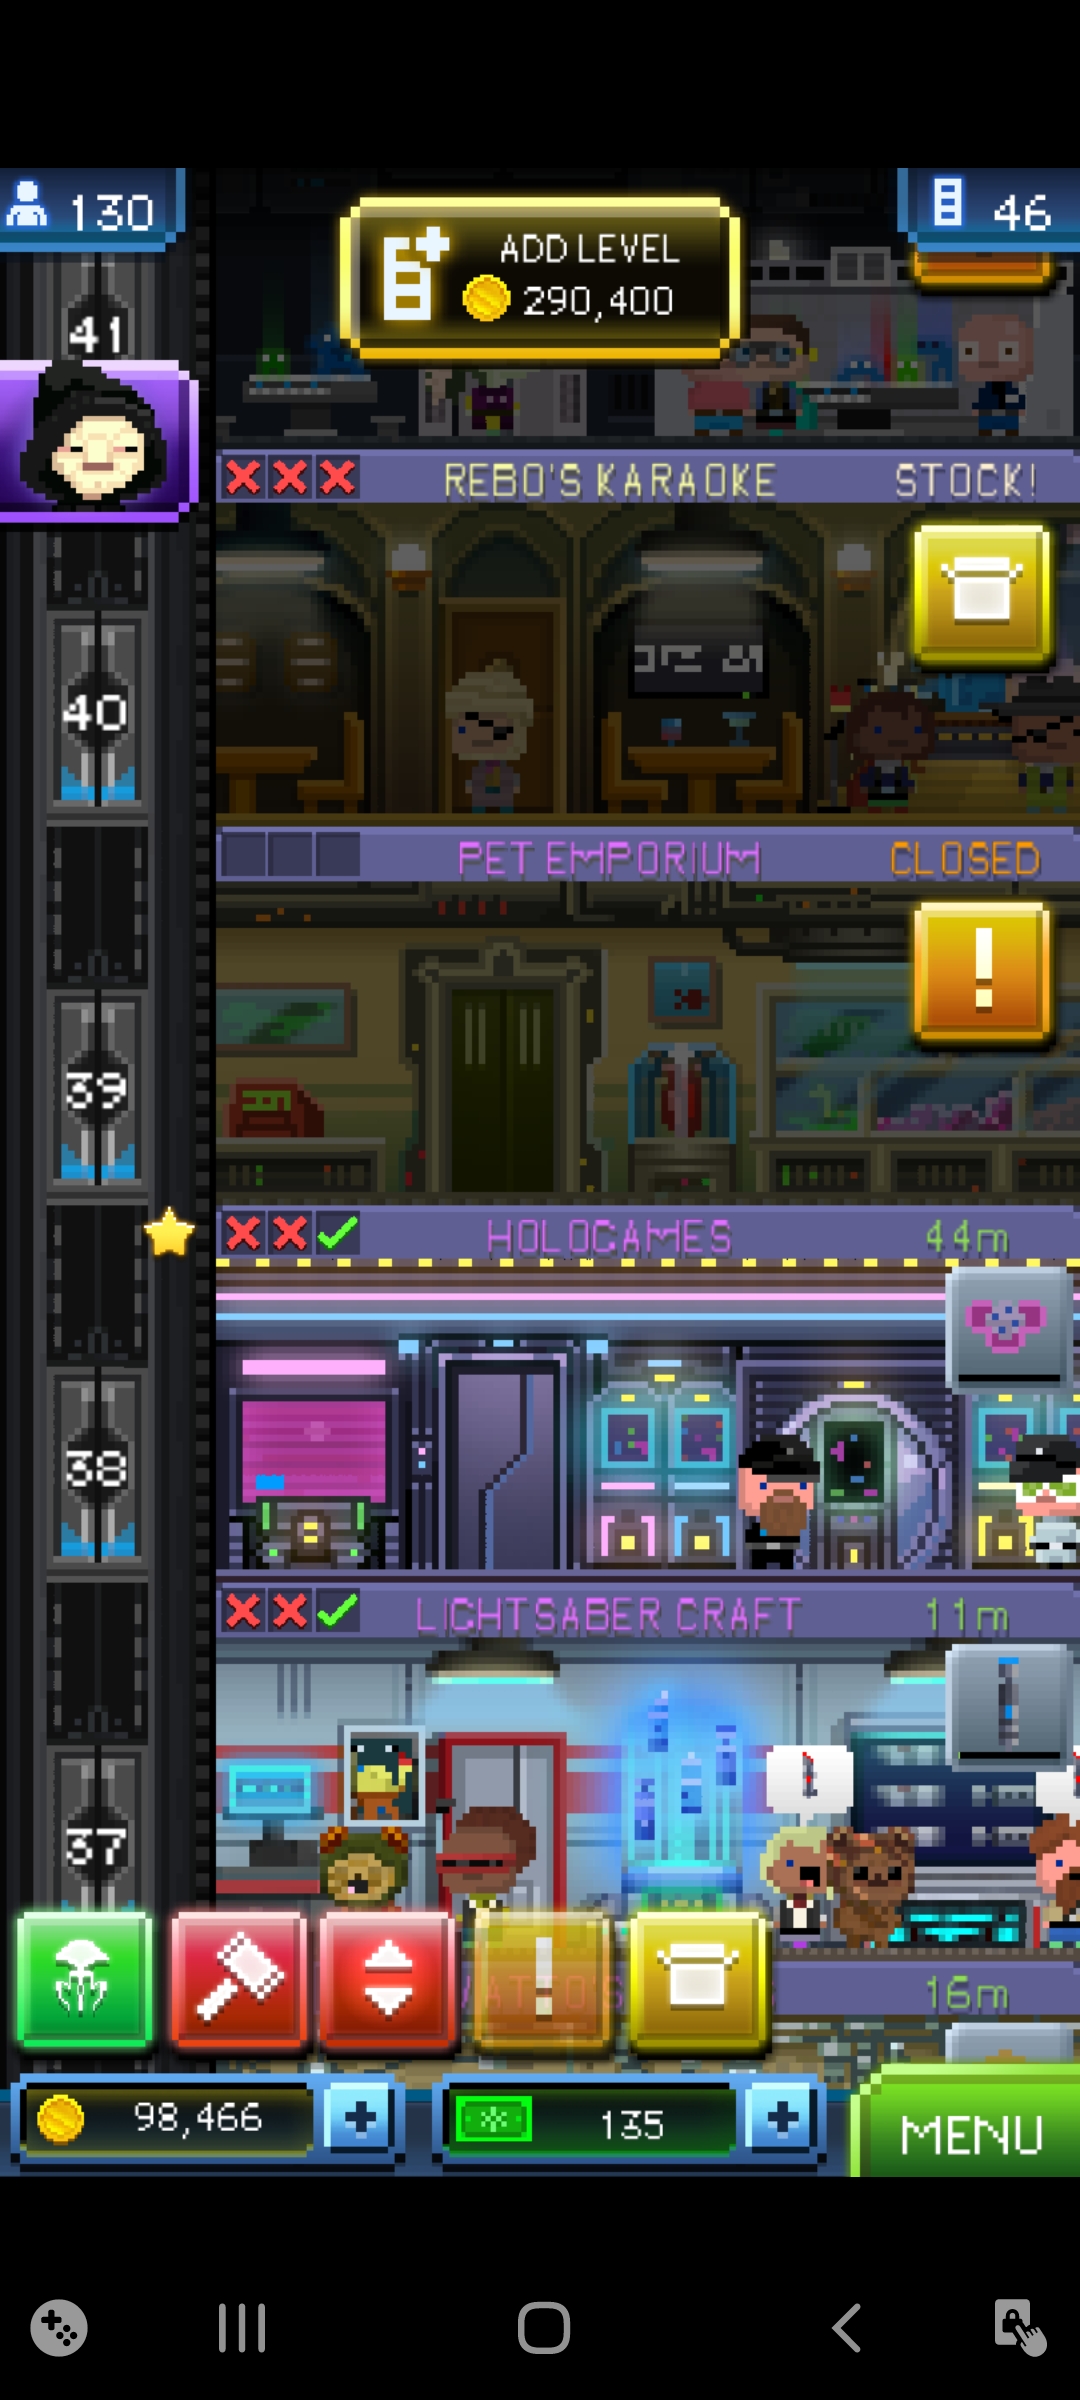 130
ADD LEVEL
290,400
46
41
REBO'S KARAOKE STOCK!
40
PET EMPORIUM CLOSED
!
39
HOLOGAMES 44m
38
LIGHTSABER CRAFT 11m
37
!
WATTO'S 16m
98,466 +
135 +
MENU